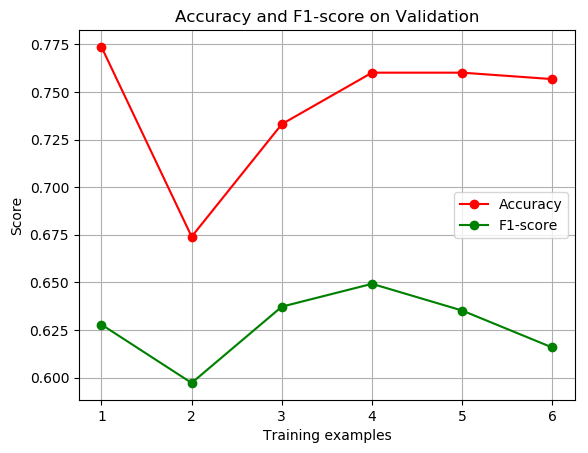 Accuracy and F1-score on Validation
0.775
0.750
0.725
0.700
0.675
0.650
0.625
0.600
Score
Accuracy
F1-score
1 2 3 4 5 6
Training examples